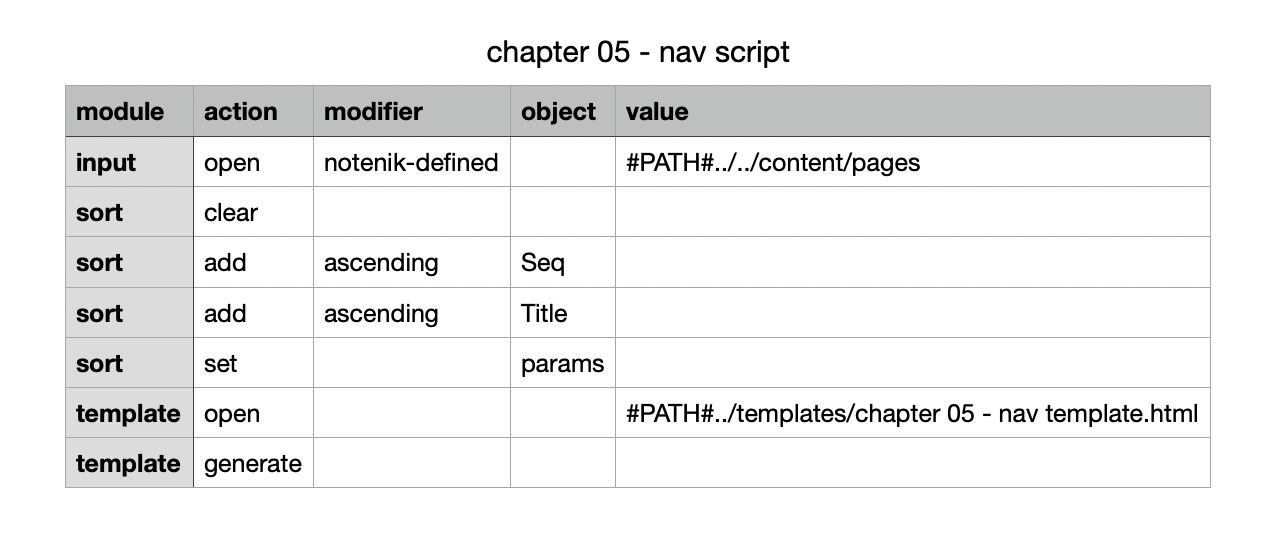 chapter 05 - nav script
module action modifier object value
input open notenik-defined #PATH#../../content/pages
sort clear
sort add ascending Seq
sort add ascending Title
sort set params
template open #PATH#../templates/chapter 05 - nav template.html
template generate